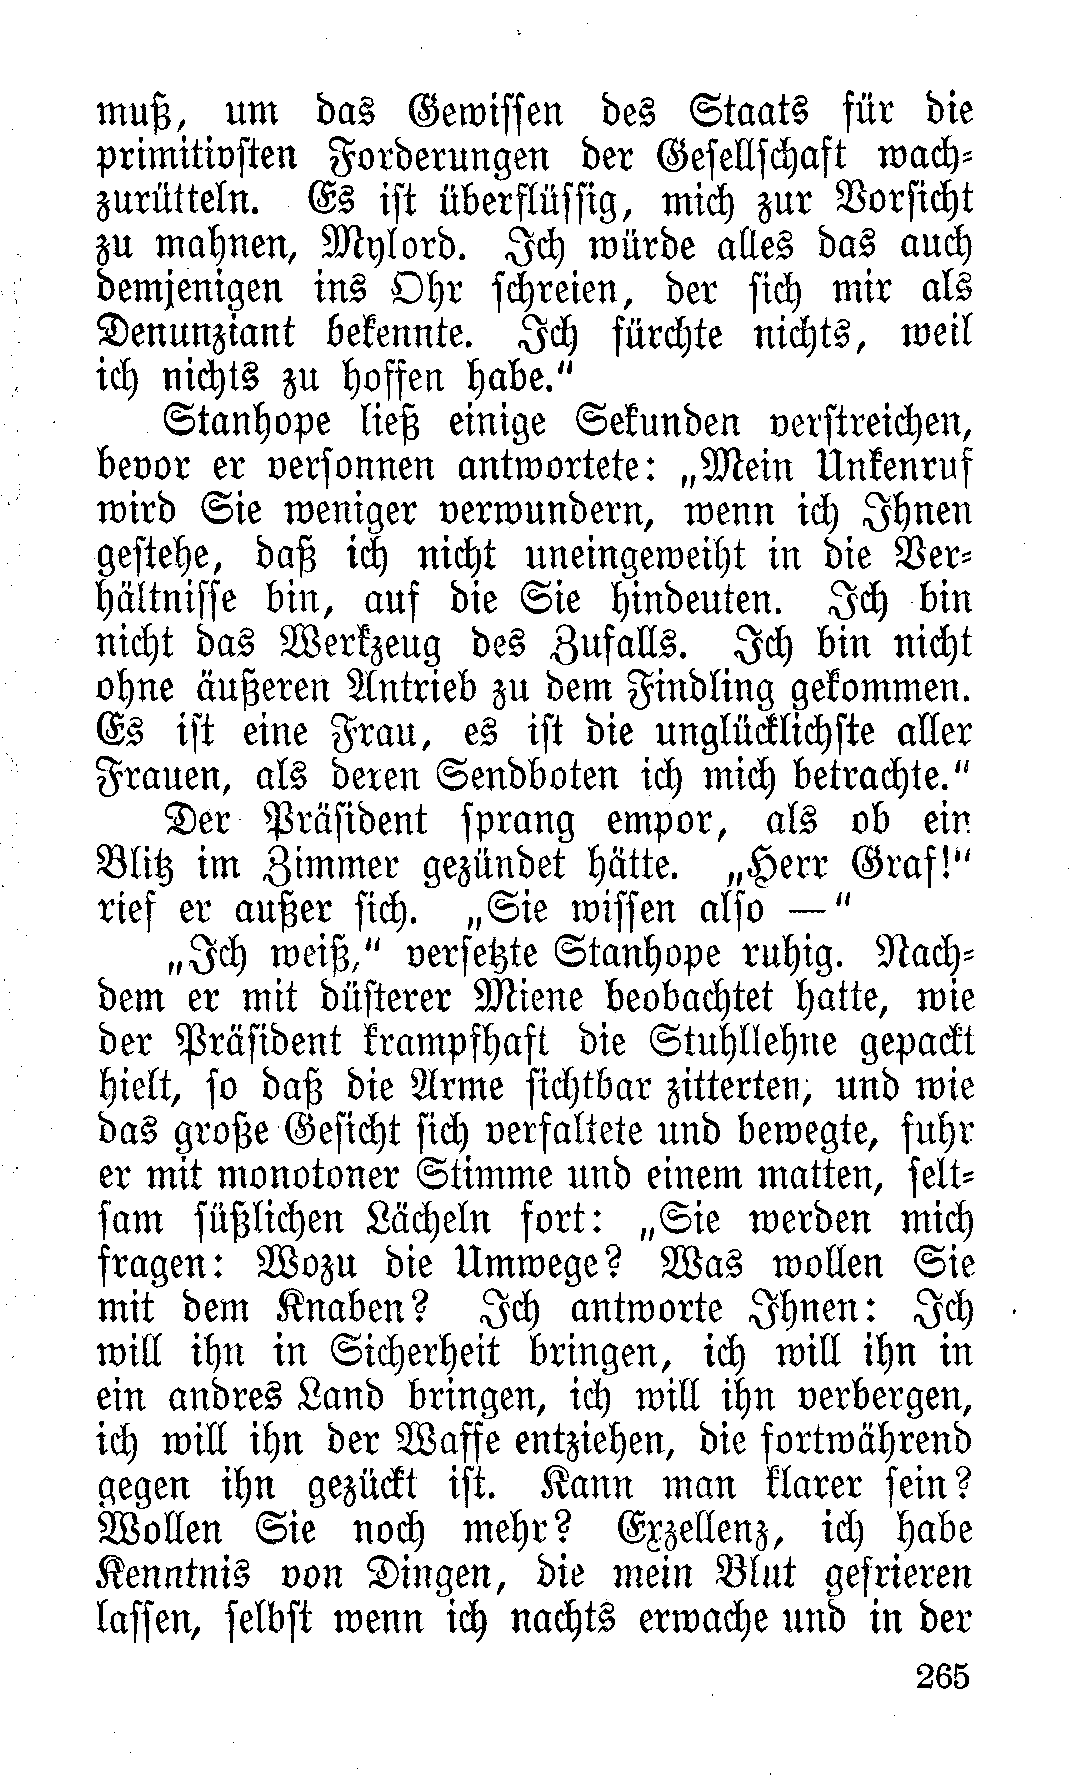 muß, um das Gewissen des Staats für die
primitivsten Forderungen der Gesellschaft wach-
zurütteln. Es ist überflüssig, mich zur Vorsicht
zu mahnen, Mylord. Ich würde alles das auch
demjenigen ins Ohr schreien, der sich mir als
Denunziant bekennte. Ich fürchte nichts, weil
ich nichts zu hoffen habe.“
Stanhope ließ einige Sekunden verstreichen,
bevor er versonnen antwortete: „Mein Unkenruf
wird Sie weniger verwundern, wenn ich Ihnen
gestehe, daß ich nicht uneingeweiht in die Ver-
hältnisse bin, auf die Sie hindeuten. Ich bin
nicht das Werkzeug des Zufalls. Ich bin nicht
ohne äußeren Antrieb zu dem Findling gekommen.
Es ist eine Frau, es ist die unglücklichste aller
Frauen, als deren Sendboten ich mich betrachte.“
Der Präsident sprang empor, als ob ein
Blitz im Zimmer gezündet hätte. „Herr Graf!“
rief er außer sich. „Sie wissen also —“
„Ich weiß,“ versetzte Stanhope ruhig. Nach-
dem er mit düsterer Miene beobachtet hatte, wie
der Präsident krampfhaft die Stuhllehne gepackt
hielt, so daß die Arme sichtbar zitterten, und wie
das große Gesicht sich verfaltete und bewegte, fuhr
er mit monotoner Stimme und einem matten, selt-
sam süßlichen Lächeln fort: „Sie werden mich
fragen: Wozu die Umwege? Was wollen Sie
mit dem Knaben? Ich antworte Ihnen: Ich
will ihn in Sicherheit bringen, ich will ihn in
ein andres Land bringen, ich will ihn verbergen,
ich will ihn der Waffe entziehen, die fortwährend
gegen ihn gezückt ist. Kann man klarer sein?
Wollen Sie noch mehr? Exzellenz, ich habe
Kenntnis von Dingen, die mein Blut gefrieren
lassen, selbst wenn ich nachts erwache und in der
265